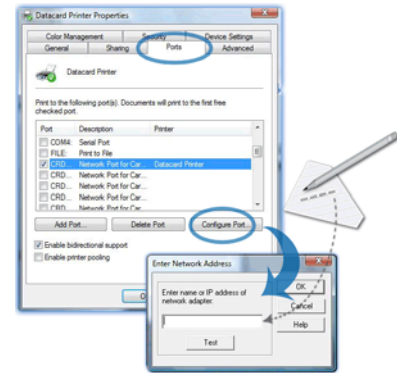 Datacard Printer Properties
Color Management Security Device Settings
General Sharing Ports Advanced
Datacard Printer
Print to the following port(s). Documents will print to the first free
checked port.
Port Description Printer
COM4: Serial Port
FILE: Print to File
CRD... Network Port for Car... Datacard Printer
CRD... Network Port for Car...
CRD... Network Port for Car...
CRD... Network Port for Car...
Add Port... Delete Port Configure Port...
Enable bidirectional support
Enable printer pooling
Enter Network Address
Enter name or IP address of
network adapter:
OK
Cancel
Help
Test